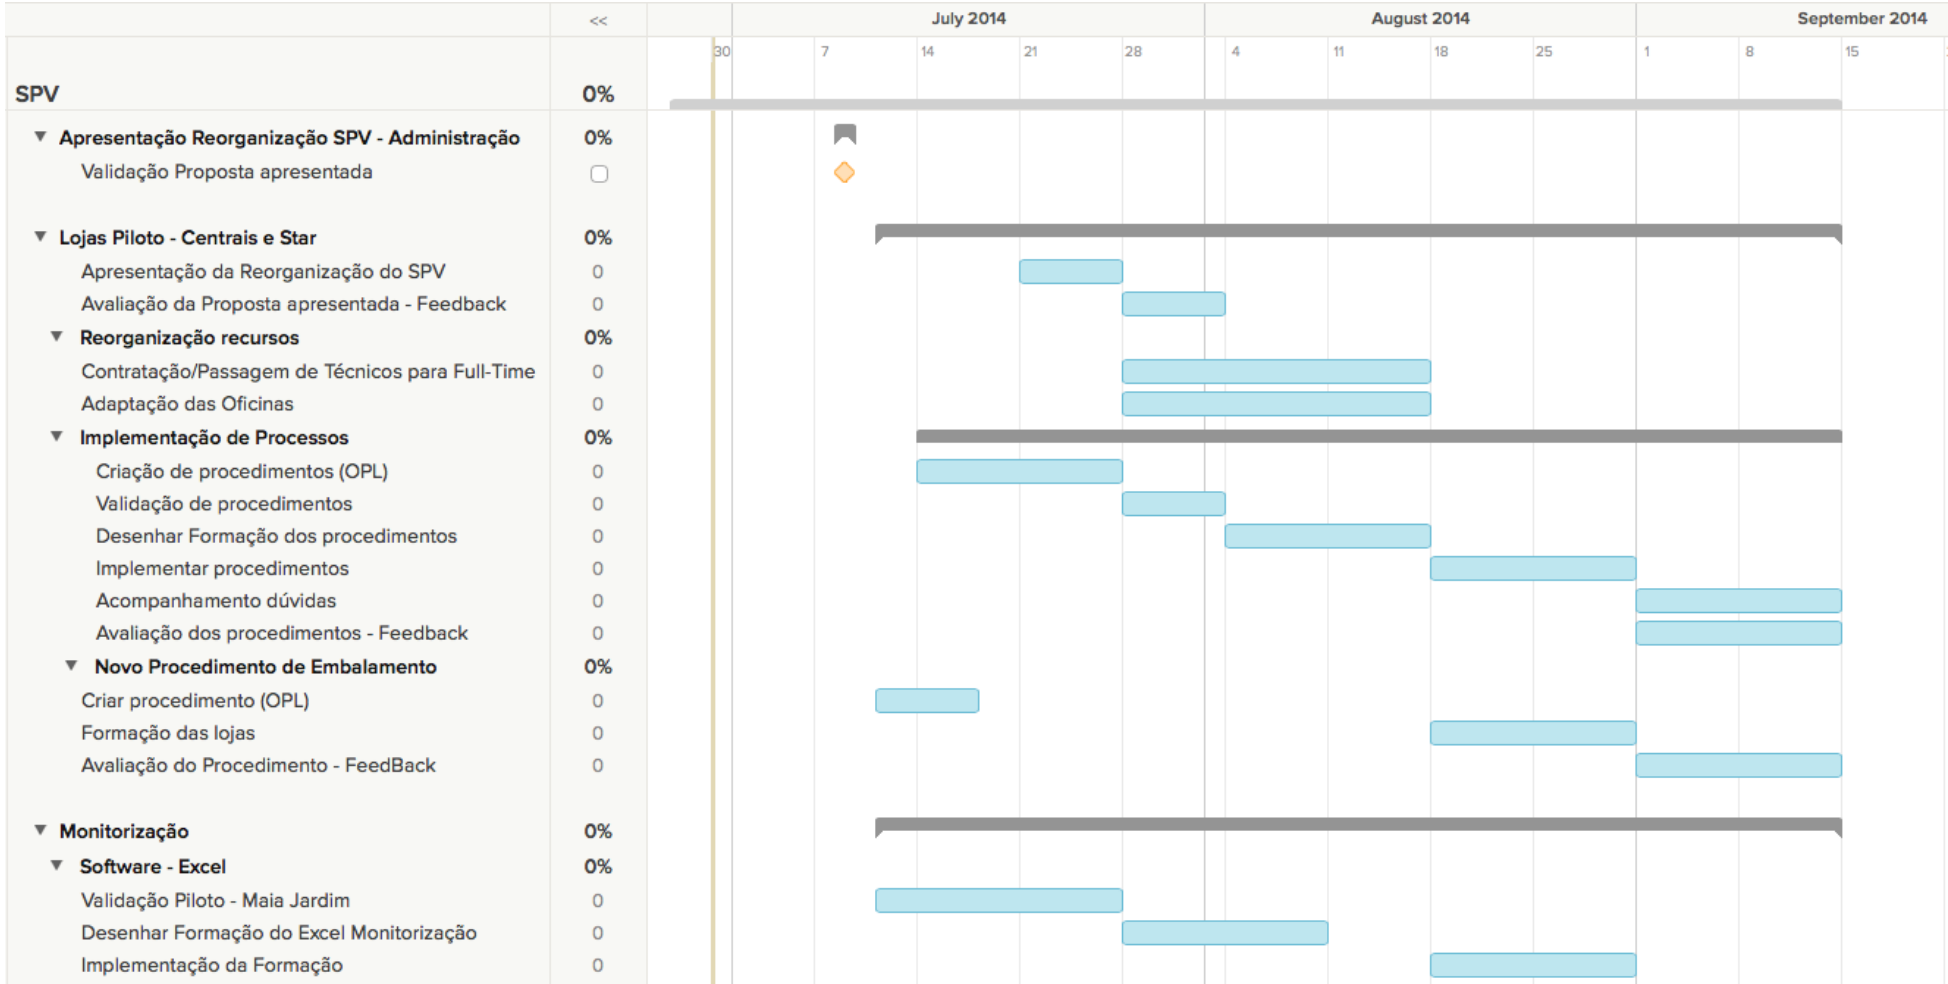 << July 2014 August 2014 September 2014
30 7 14 21 28 4 11 18 25 1 8 15
SPV 0%
Apresentação Reorganização SPV - Administração 0%
Validação Proposta apresentada
Lojas Piloto - Centrais e Star 0%
Apresentação da Reorganização do SPV 0
Avaliação da Proposta apresentada - Feedback 0
Reorganização recursos 0%
Contratação/Passagem de Técnicos para Full-Time 0
Adaptação das Oficinas 0
Implementação de Processos 0%
Criação de procedimentos (OPL) 0
Validação de procedimentos 0
Desenhar Formação dos procedimentos 0
Implementar procedimentos 0
Acompanhamento dúvidas 0
Avaliação dos procedimentos - Feedback 0
Novo Procedimento de Embalamento 0%
Criar procedimento (OPL) 0
Formação das lojas 0
Avaliação do Procedimento - FeedBack 0
Monitorização 0%
Software - Excel 0%
Validação Piloto - Maia Jardim 0
Desenhar Formação do Excel Monitorização 0
Implementação da Formação 0